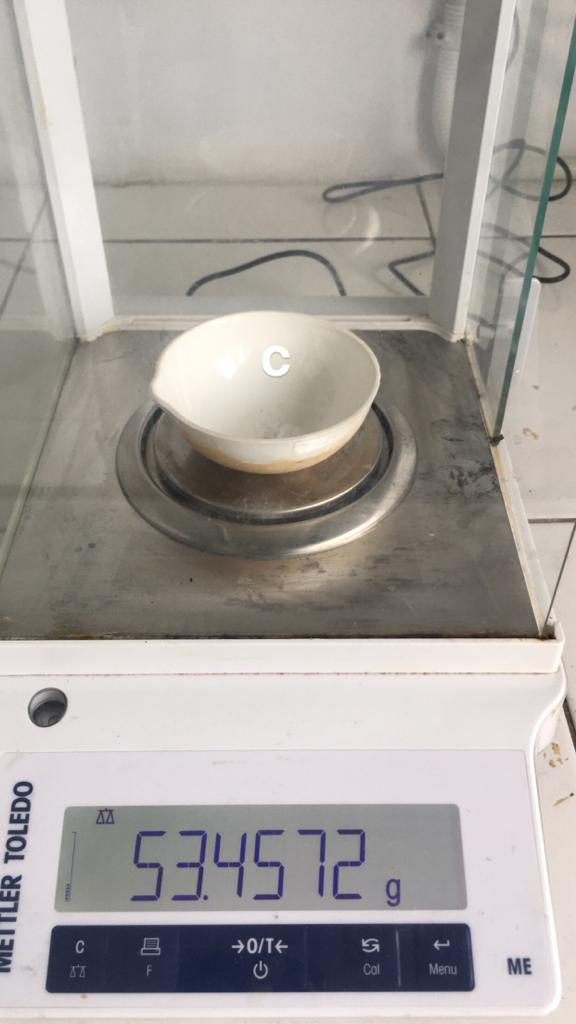 C
METTLER TOLEDO
53.4572 g
C
F
→0/T←
Cal
Menu
ME